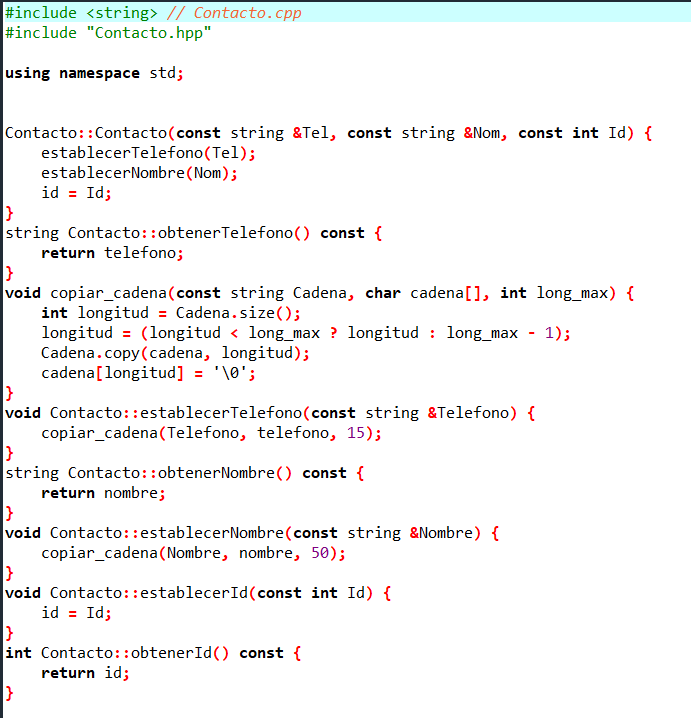 #include <string> // Contacto.cpp
#include "Contacto.hpp"
using namespace std;
Contacto::Contacto(const string &Tel, const string &Nom, const int Id) {
    establecerTelefono(Tel);
    establecerNombre(Nom);
    id = Id;
}
string Contacto::obtenerTelefono() const {
    return telefono;
}
void copiar_cadena(const string Cadena, char cadena[], int long_max) {
    int longitud = Cadena.size();
    longitud = (longitud < long_max ? longitud : long_max - 1);
    Cadena.copy(cadena, longitud);
    cadena[longitud] = '\0';
}
void Contacto::establecerTelefono(const string &Telefono) {
    copiar_cadena(Telefono, telefono, 15);
}
string Contacto::obtenerNombre() const {
    return nombre;
}
void Contacto::establecerNombre(const string &Nombre) {
    copiar_cadena(Nombre, nombre, 50);
}
void Contacto::establecerId(const int Id) {
    id = Id;
}
int Contacto::obtenerId() const {
    return id;
}